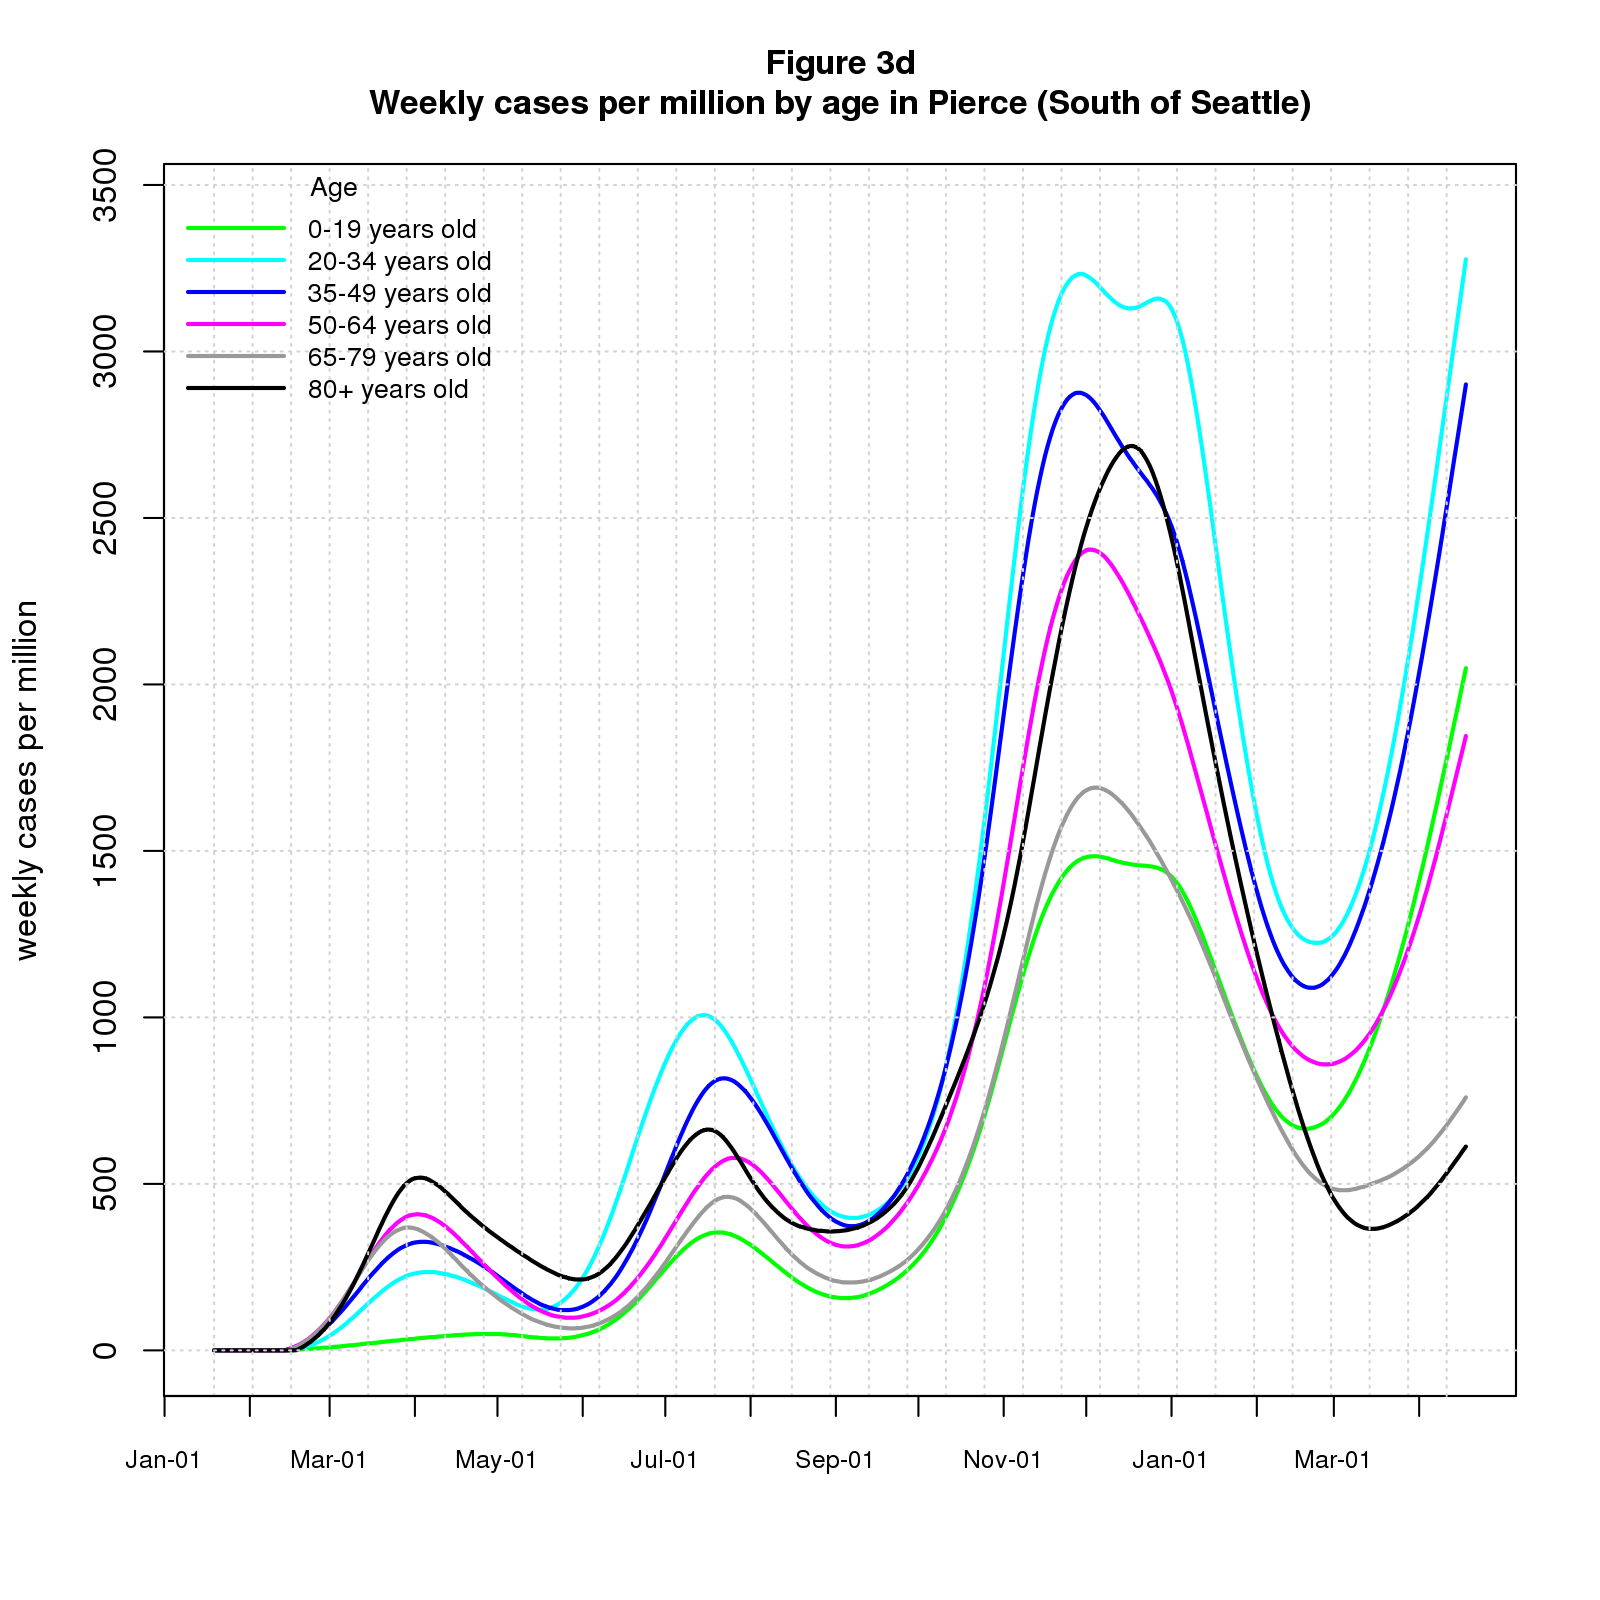 Figure 3d
Weekly cases per million by age in Pierce (South of Seattle)
weekly cases per million
3500
3000
2500
2000
1500
1000
500
0
Age
0-19 years old
20-34 years old
35-49 years old
50-64 years old
65-79 years old
80+ years old
Jan-01 Mar-01 May-01 Jul-01 Sep-01 Nov-01 Jan-01 Mar-01